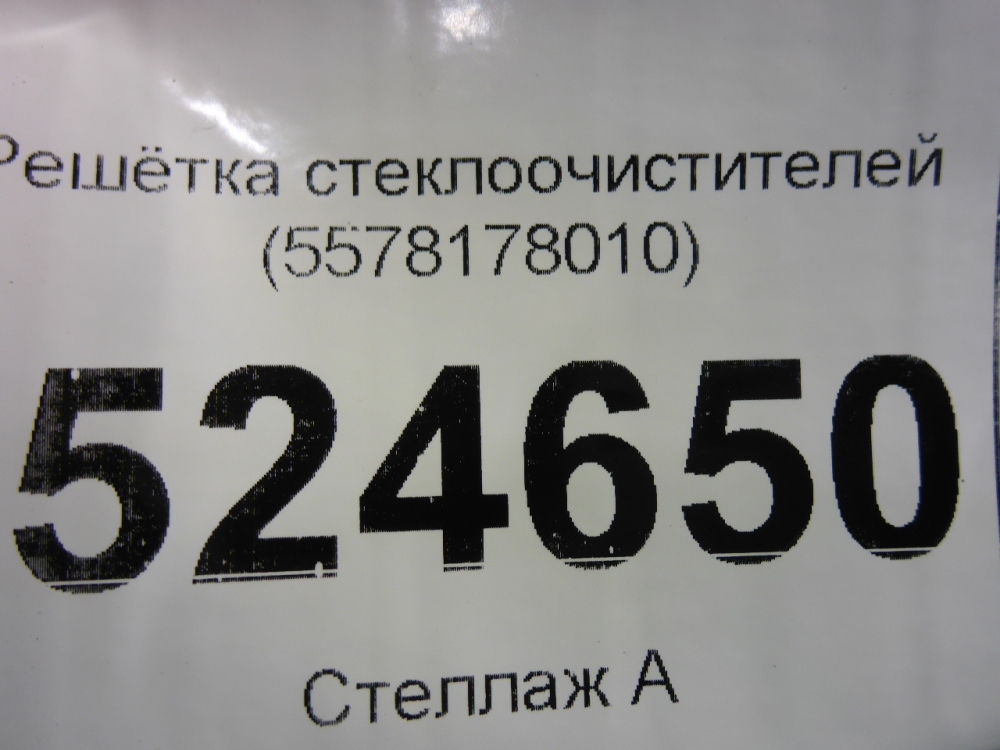 Решётка стеклоочистителей
(5578178010)
524650
Стеллаж А